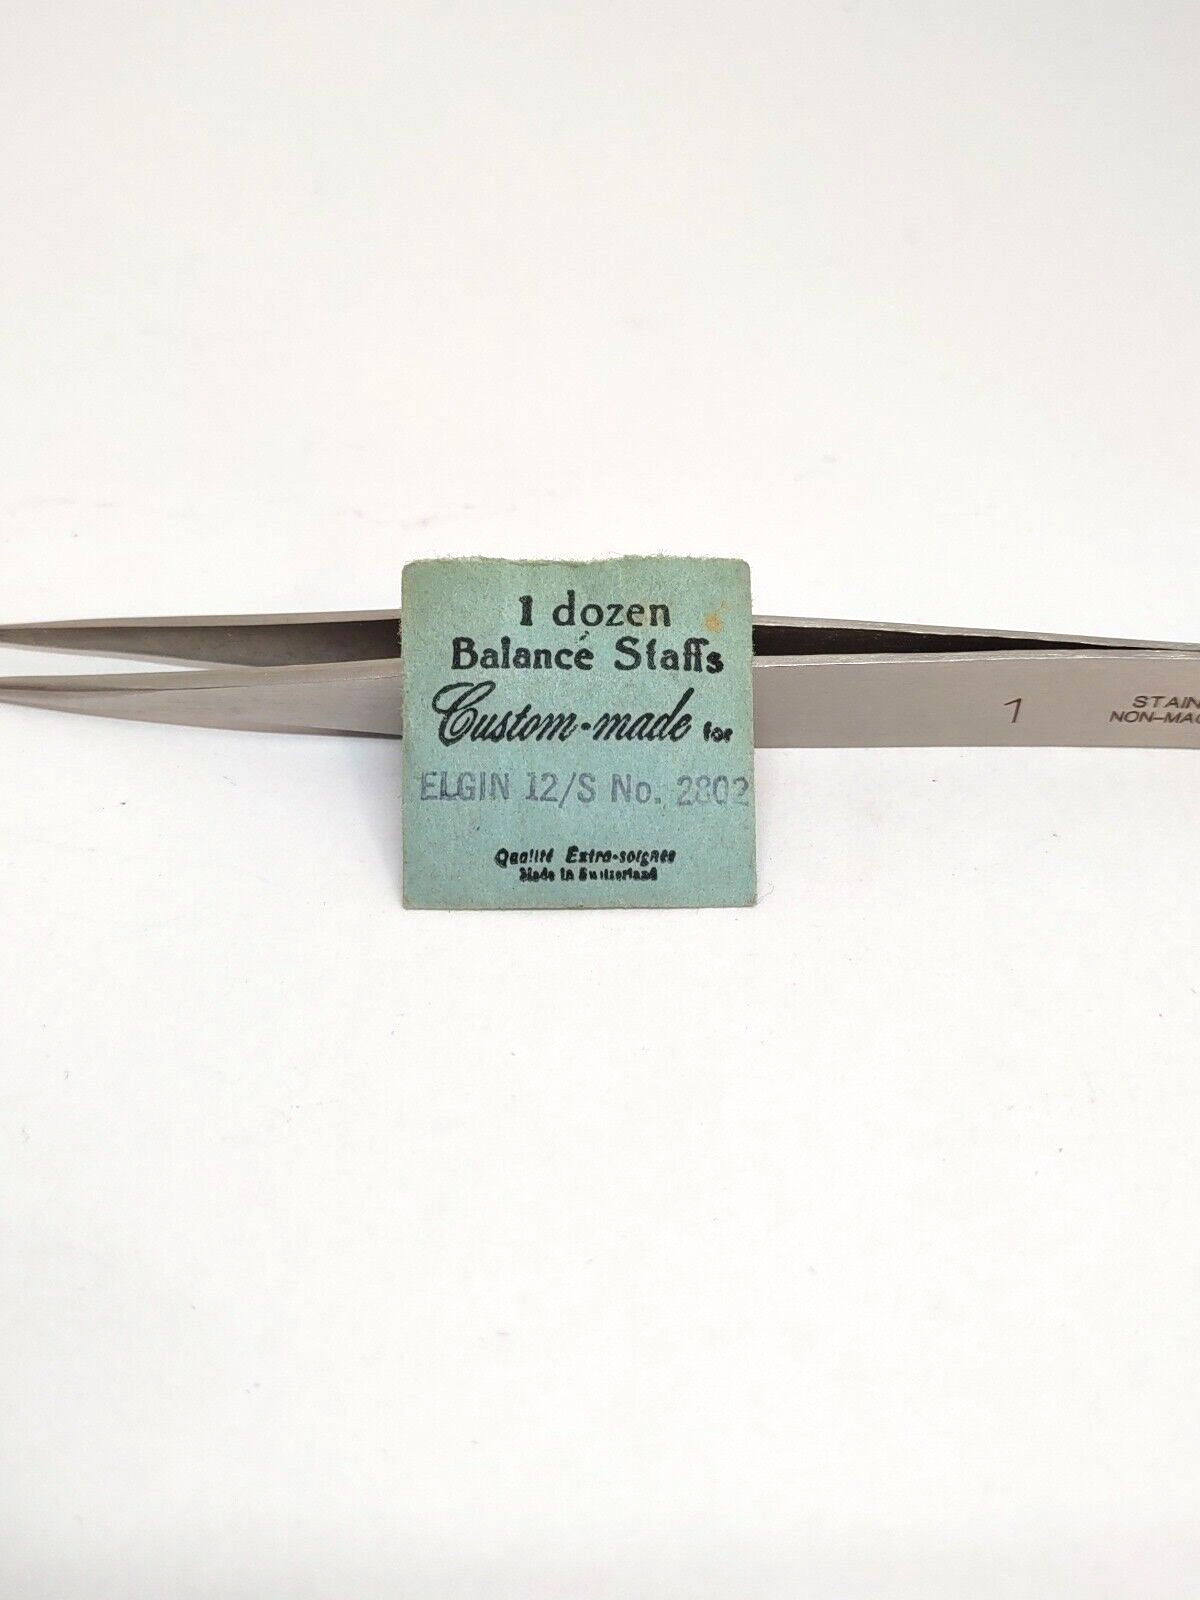 1 dozen
Balance Staffs
Custom-made for
ELGIN 12/S No. 2802
Qualité Extra-soignée
Made in Switzerland
1
STAIN
NON-MAG